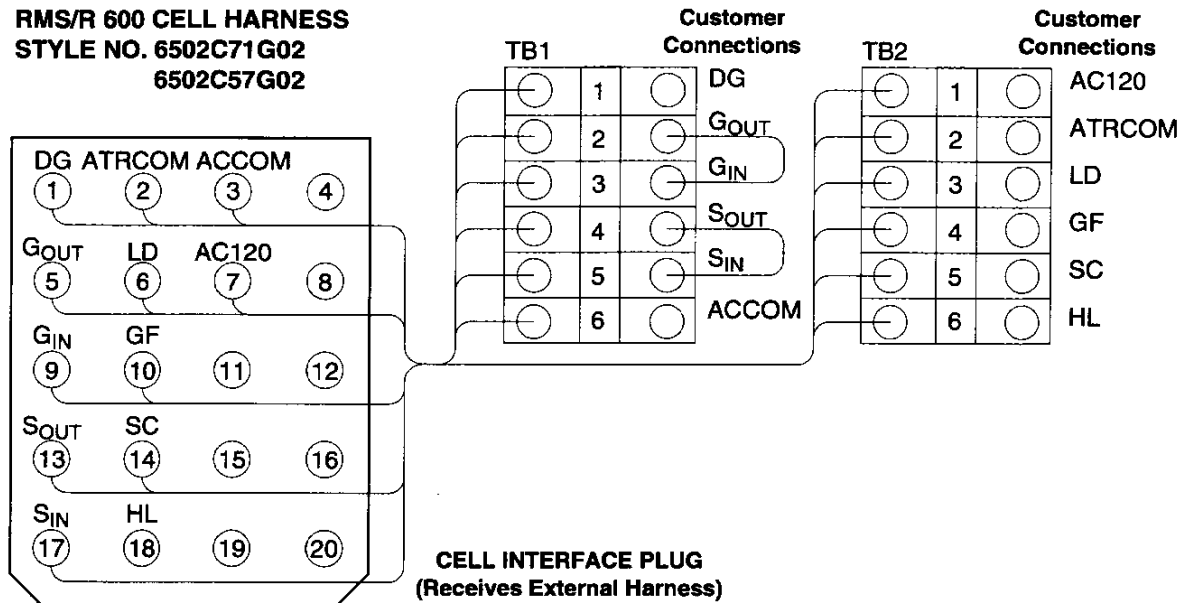 RMS/R 600 CELL HARNESS
STYLE NO. 6502C71G02
6502C57G02
DG ATRCOM ACCOM
1 2 3 4
GOUT LD AC120
5 6 7 8
GIN GF
9 10 11 12
SOUT SC
13 14 15 16
SIN HL
17 18 19 20
CELL INTERFACE PLUG
(Receives External Harness)
TB1
Customer
Connections
1 DG
2 GOUT
3 GIN
4 SOUT
5 SIN
6 ACCOM
TB2
Customer
Connections
1 AC120
2 ATRCOM
3 LD
4 GF
5 SC
6 HL